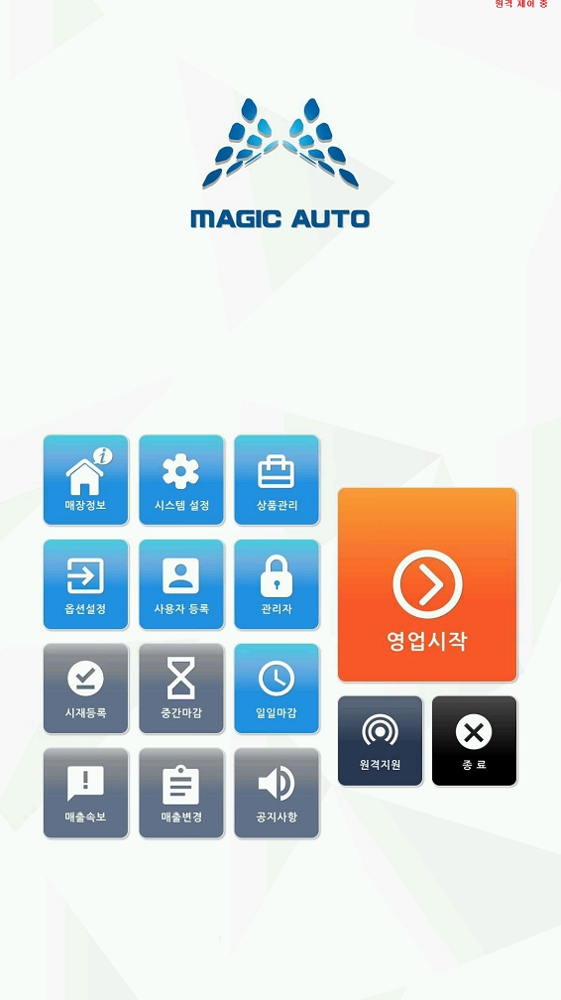 원격 제어 중
MAGIC AUTO
매장정보
시스템 설정
상품관리
옵션설정
사용자 등록
관리자
영업시작
시재등록
중간마감
일일마감
원격지원
종 료
매출속보
매출변경
공지사항